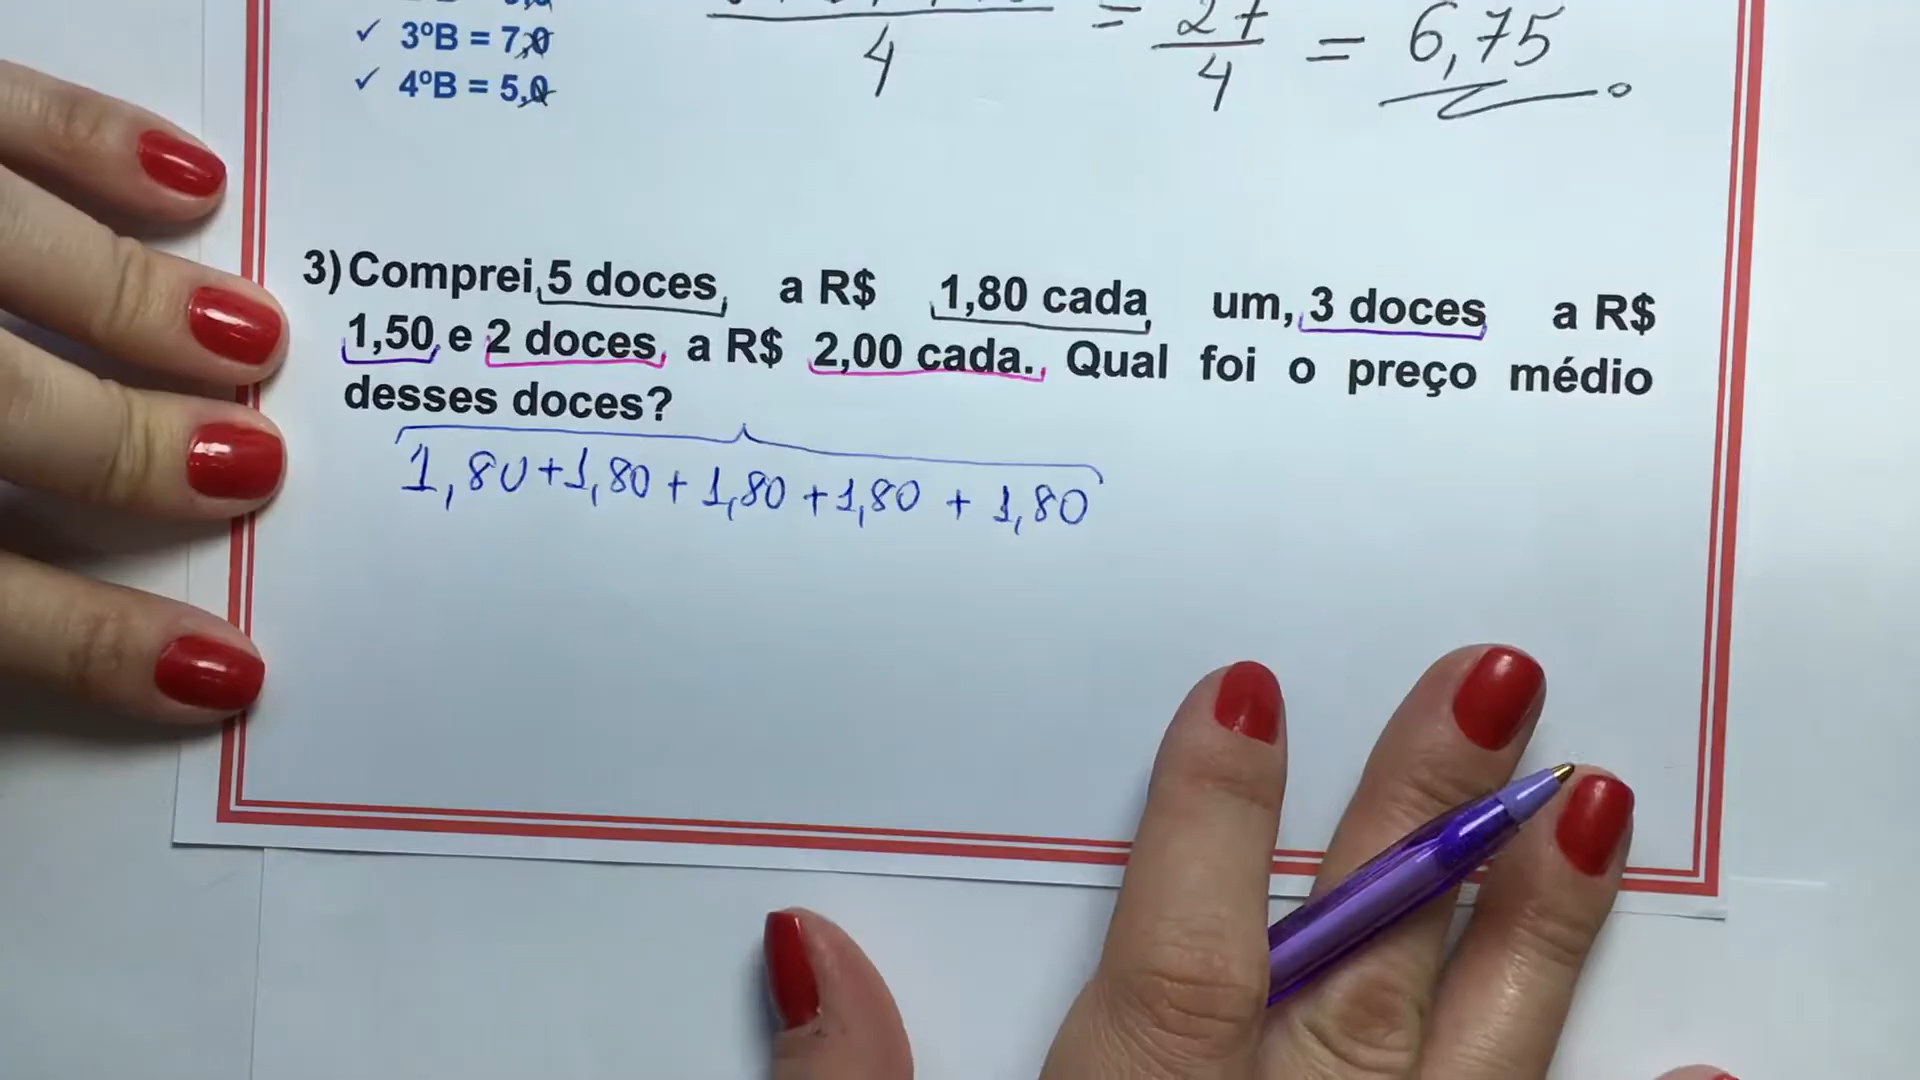 ✓ 3ºB = 7,0
✓ 4ºB = 5,0
4 = 27/4 = 6,75
3) Comprei 5 doces, a R$ 1,80 cada um, 3 doces a R$
1,50 e 2 doces, a R$ 2,00 cada. Qual foi o preço médio
desses doces?
1,80+1,80+1,80+1,80+1,80